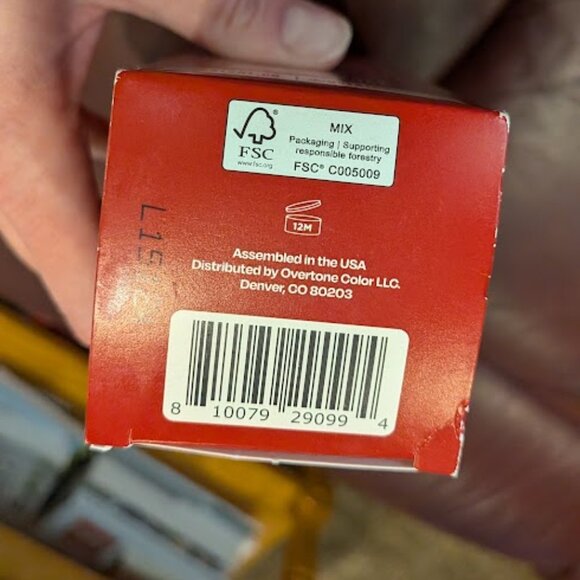 MIX
Packaging | Supporting
responsible forestry
FSC® C005009
®
FSC
www.fsc.org
12M
Assembled in the USA
Distributed by Overtone Color LLC.
Denver, CO 80203
8 10079 29099 4